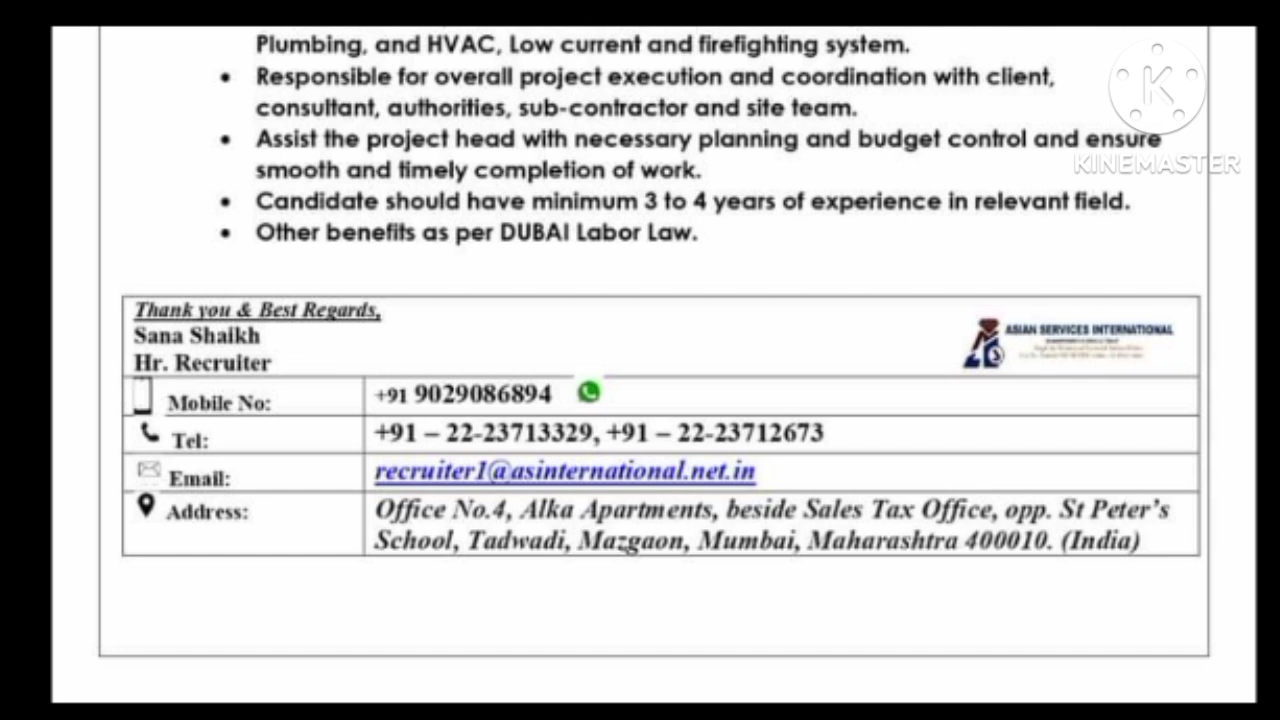 Plumbing, and HVAC, Low current and firefighting system.
• Responsible for overall project execution and coordination with client,
consultant, authorities, sub-contractor and site team.
• Assist the project head with necessary planning and budget control and ensure
smooth and timely completion of work.
• Candidate should have minimum 3 to 4 years of experience in relevant field.
• Other benefits as per DUBAI Labor Law.
K
KINEMASTER
Thank you & Best Regards,
Sana Shaikh
Hr. Recruiter
ASIAN SERVICES INTERNATIONAL
Mobile No: +91 9029086894
Tel: +91 – 22-23713329, +91 – 22-23712673
Email: recruiter1@asinternational.net.in
Address: Office No.4, Alka Apartments, beside Sales Tax Office, opp. St Peter's
School, Tadwadi, Mazgaon, Mumbai, Maharashtra 400010. (India)